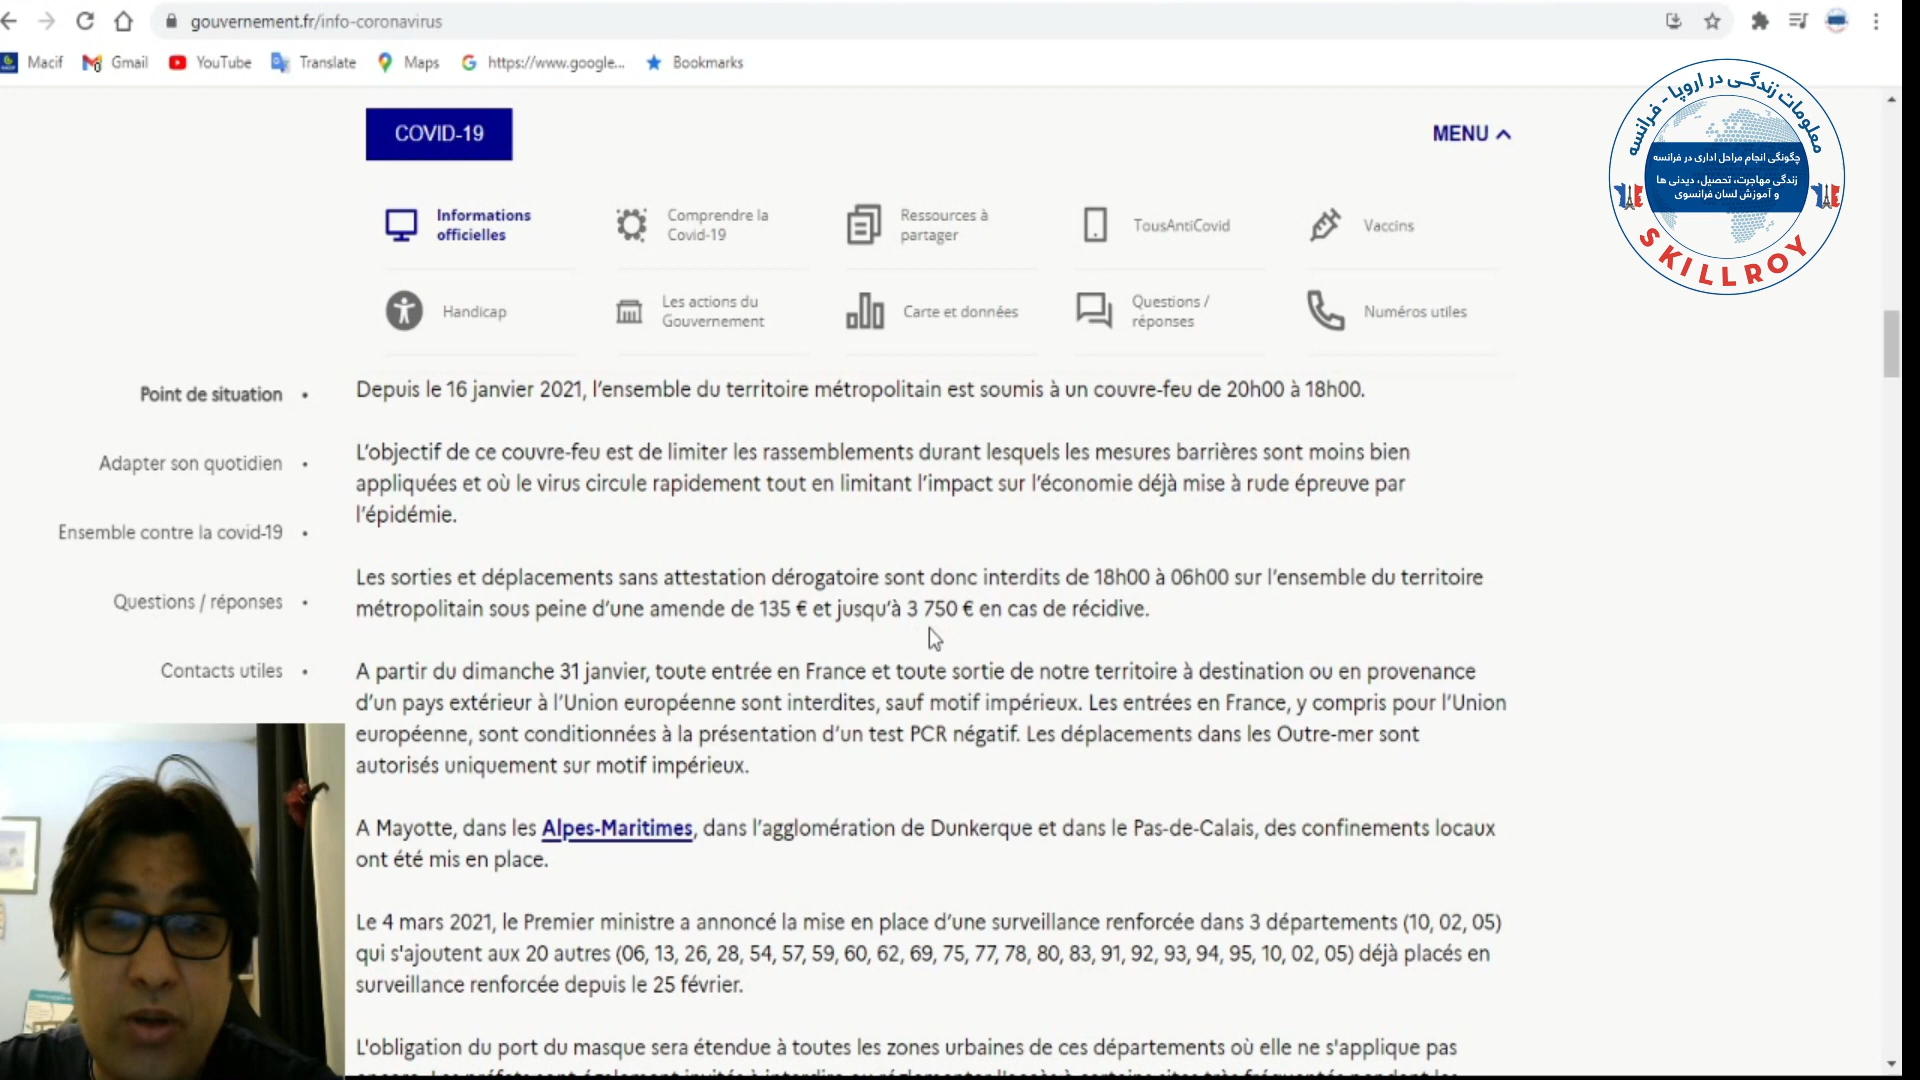 gouvernement.fr/info-coronavirus
Macif
Gmail
YouTube
Translate
Maps
https://www.google...
Bookmarks
COVID-19
MENU
معلومات زندگی در اروپا - فرانسه
چگونگی انجام مراحل اداری در فرانسه
زندگی مهاجرت، تحصیل، دیدنی ها
و آموزش لسان فرانسوی
SKILLROY
Informations
officielles
Comprendre la
Covid-19
Ressources à
partager
TousAntiCovid
Vaccins
Handicap
Les actions du
Gouvernement
Carte et données
Questions /
réponses
Numéros utiles
Point de situation
Adapter son quotidien
Ensemble contre la covid-19
Questions / réponses
Contacts utiles
Depuis le 16 janvier 2021, l’ensemble du territoire métropolitain est soumis à un couvre-feu de 20h00 à 18h00.
L’objectif de ce couvre-feu est de limiter les rassemblements durant lesquels les mesures barrières sont moins bien
appliquées et où le virus circule rapidement tout en limitant l’impact sur l’économie déjà mise à rude épreuve par
l’épidémie.
Les sorties et déplacements sans attestation dérogatoire sont donc interdits de 18h00 à 06h00 sur l’ensemble du territoire
métropolitain sous peine d’une amende de 135 € et jusqu’à 3 750 € en cas de récidive.
A partir du dimanche 31 janvier, toute entrée en France et toute sortie de notre territoire à destination ou en provenance
d’un pays extérieur à l’Union européenne sont interdites, sauf motif impérieux. Les entrées en France, y compris pour l’Union
européenne, sont conditionnées à la présentation d’un test PCR négatif. Les déplacements dans les Outre-mer sont
autorisés uniquement sur motif impérieux.
A Mayotte, dans les Alpes-Maritimes, dans l’agglomération de Dunkerque et dans le Pas-de-Calais, des confinements locaux
ont été mis en place.
Le 4 mars 2021, le Premier ministre a annoncé la mise en place d’une surveillance renforcée dans 3 départements (10, 02, 05)
qui s'ajoutent aux 20 autres (06, 13, 26, 28, 54, 57, 59, 60, 62, 69, 75, 77, 78, 80, 83, 91, 92, 93, 94, 95, 10, 02, 05) déjà placés en
surveillance renforcée depuis le 25 février.
L'obligation du port du masque sera étendue à toutes les zones urbaines de ces départements où elle ne s'applique pas